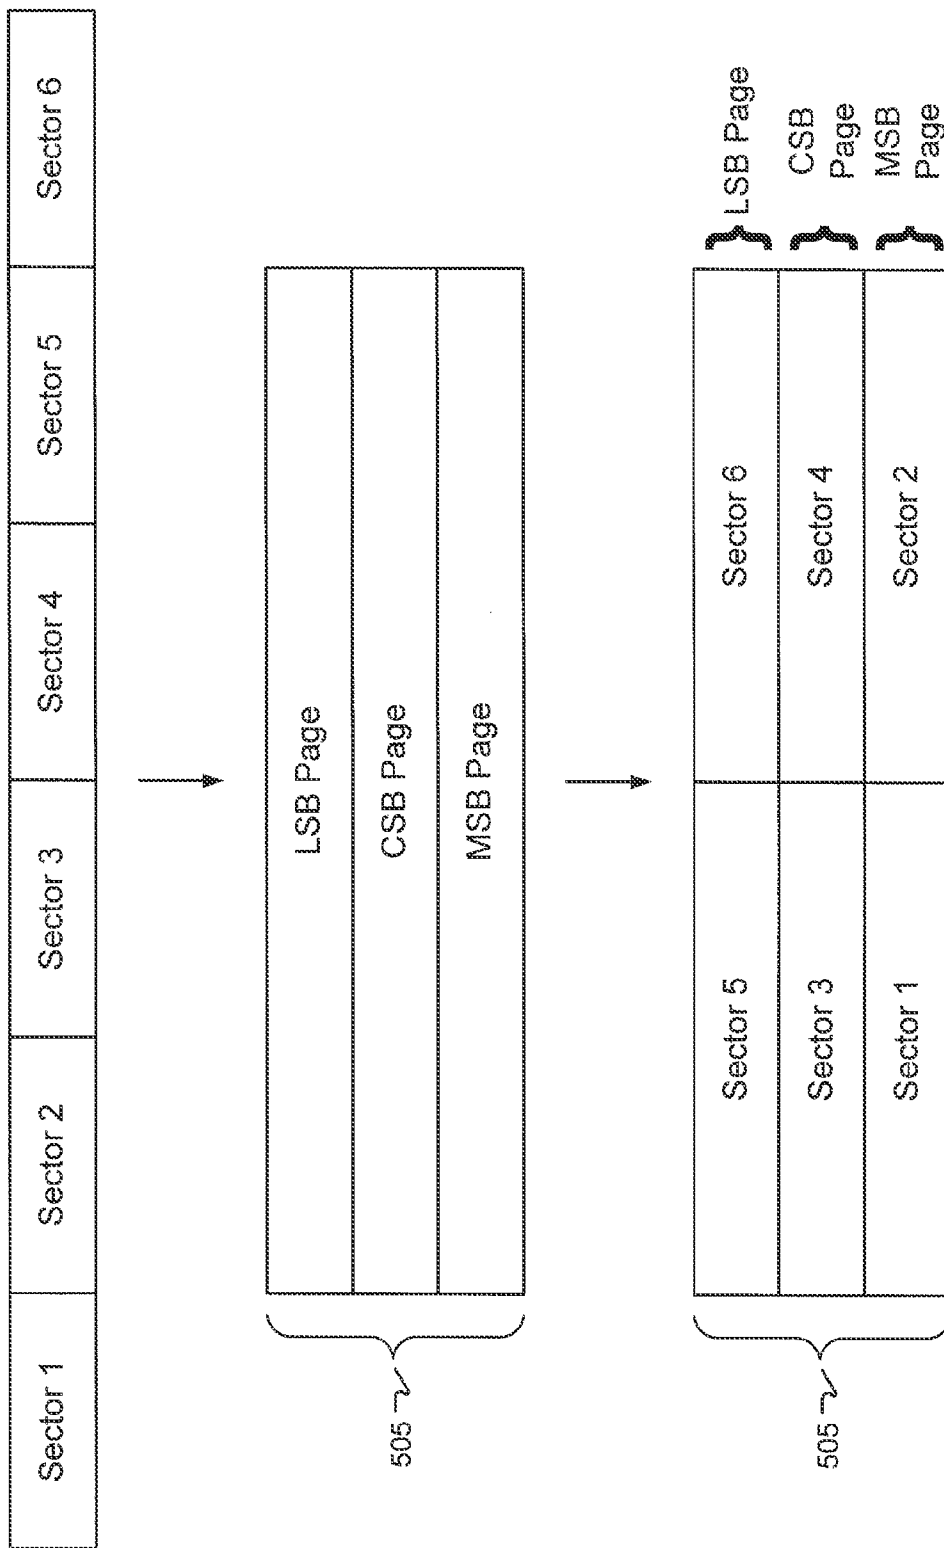 Sector 1
Sector 2
Sector 3
Sector 4
Sector 5
Sector 6
505
LSB Page
CSB Page
MSB Page
505
Sector 5
Sector 6
LSB Page
Sector 3
Sector 4
CSB
Page
Sector 1
Sector 2
MSB
Page